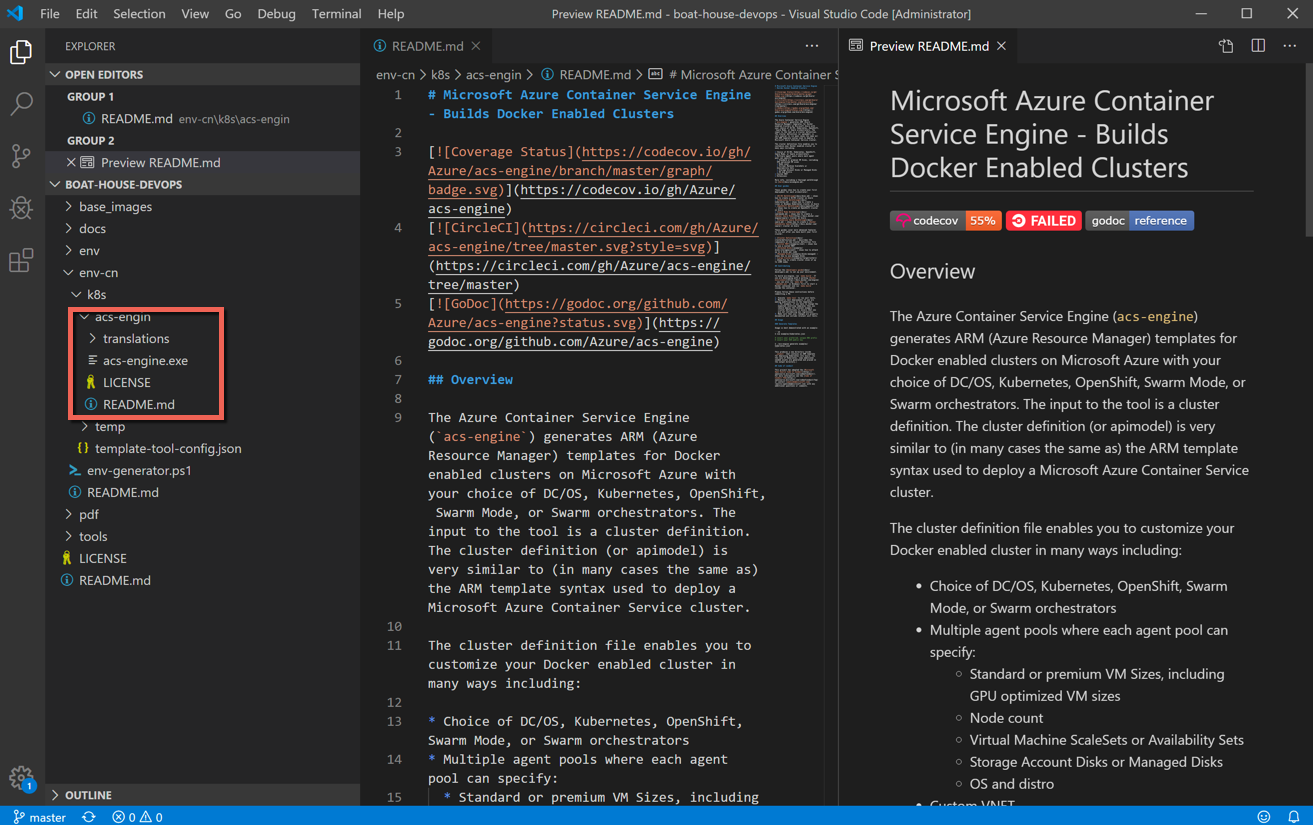 File Edit Selection View Go Debug Terminal Help
Preview README.md - boat-house-devops - Visual Studio Code [Administrator]
EXPLORER
OPEN EDITORS
GROUP 1
README.md env-cn\k8s\acs-engin
GROUP 2
Preview README.md
BOAT-HOUSE-DEVOPS
base_images
docs
env
env-cn
k8s
acs-engin
translations
acs-engine.exe
LICENSE
README.md
temp
template-tool-config.json
env-generator.ps1
README.md
pdf
tools
LICENSE
README.md
OUTLINE
1
README.md
env-cn > k8s > acs-engin > README.md > # Microsoft Azure Container S
1 # Microsoft Azure Container Service Engine
- Builds Docker Enabled Clusters
2
3 [![Coverage Status](https://codecov.io/gh/
Azure/acs-engine/branch/master/graph/
badge.svg)](https://codecov.io/gh/Azure/
acs-engine)
4 [![CircleCI](https://circleci.com/gh/Azure/
acs-engine/tree/master.svg?style=svg)]
(https://circleci.com/gh/Azure/acs-engine/
tree/master)
5 [![GoDoc](https://godoc.org/github.com/
Azure/acs-engine?status.svg)](https://
godoc.org/github.com/Azure/acs-engine)
6
7 ## Overview
8
9 The Azure Container Service Engine
(`acs-engine`) generates ARM (Azure
Resource Manager) templates for Docker
enabled clusters on Microsoft Azure with
your choice of DC/OS, Kubernetes, OpenShift,
Swarm Mode, or Swarm orchestrators. The
input to the tool is a cluster definition.
The cluster definition (or apimodel) is
very similar to (in many cases the same as)
the ARM template syntax used to deploy a
Microsoft Azure Container Service cluster.
10
11 The cluster definition file enables you to
customize your Docker enabled cluster in
many ways including:
12
13 * Choice of DC/OS, Kubernetes, OpenShift,
Swarm Mode, or Swarm orchestrators
14 * Multiple agent pools where each agent
pool can specify:
15 * Standard or premium VM Sizes, including
Preview README.md
Microsoft Azure Container
Service Engine - Builds
Docker Enabled Clusters
codecov 55% FAILED godoc reference
Overview
The Azure Container Service Engine (acs-engine)
generates ARM (Azure Resource Manager) templates for
Docker enabled clusters on Microsoft Azure with your
choice of DC/OS, Kubernetes, OpenShift, Swarm Mode, or
Swarm orchestrators. The input to the tool is a cluster
definition. The cluster definition (or apimodel) is very
similar to (in many cases the same as) the ARM template
syntax used to deploy a Microsoft Azure Container Service
cluster.
The cluster definition file enables you to customize your
Docker enabled cluster in many ways including:
• Choice of DC/OS, Kubernetes, OpenShift, Swarm
Mode, or Swarm orchestrators
• Multiple agent pools where each agent pool can
specify:
○ Standard or premium VM Sizes, including
GPU optimized VM sizes
○ Node count
○ Virtual Machine ScaleSets or Availability Sets
○ Storage Account Disks or Managed Disks
○ OS and distro
• Custom VNET
master 0 0